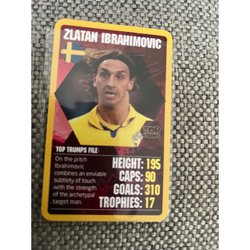 ZLATAN IBRAHIMOVIC
TOP
TOP TRUMPS FILE:
On the pitch
Ibrahimovic
combines an enviable
subtlety of touch
with the strength
of the archetypal
target man.
HEIGHT: 195
CAPS: 90
GOALS: 310
TROPHIES: 17